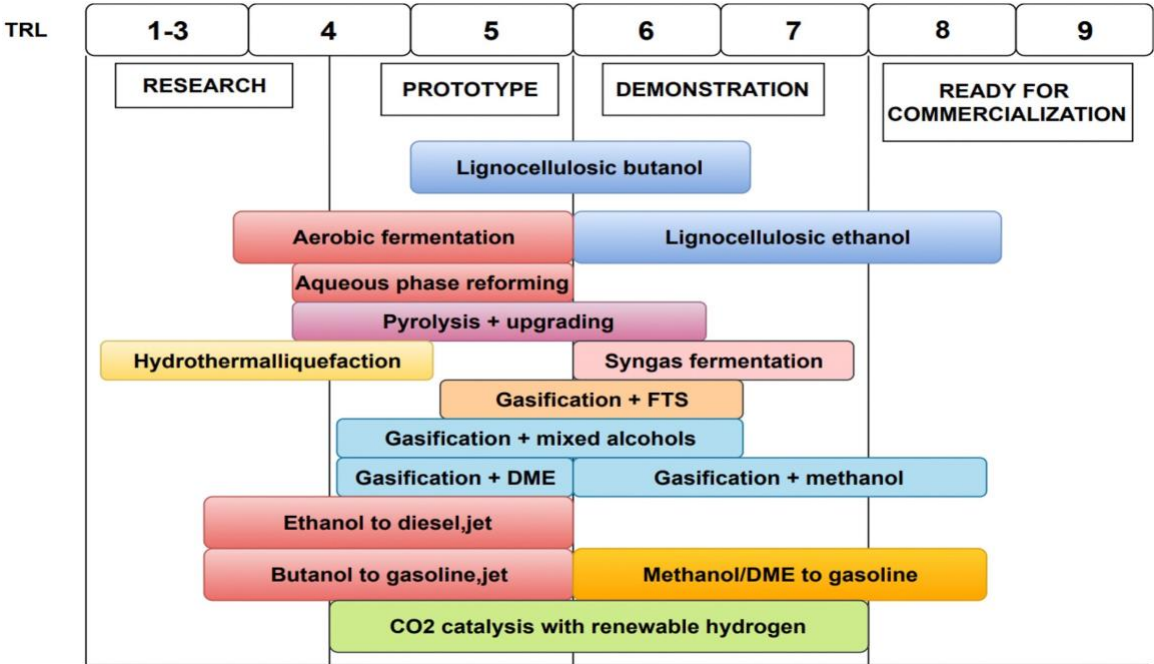 TRL 1-3 4 5 6 7 8 9
RESEARCH
PROTOTYPE
DEMONSTRATION
READY FOR
COMMERCIALIZATION
Lignocellulosic butanol
Aerobic fermentation
Lignocellulosic ethanol
Aqueous phase reforming
Pyrolysis + upgrading
Hydrothermalliquefaction
Syngas fermentation
Gasification + FTS
Gasification + mixed alcohols
Gasification + DME
Gasification + methanol
Ethanol to diesel,jet
Butanol to gasoline,jet
Methanol/DME to gasoline
CO2 catalysis with renewable hydrogen